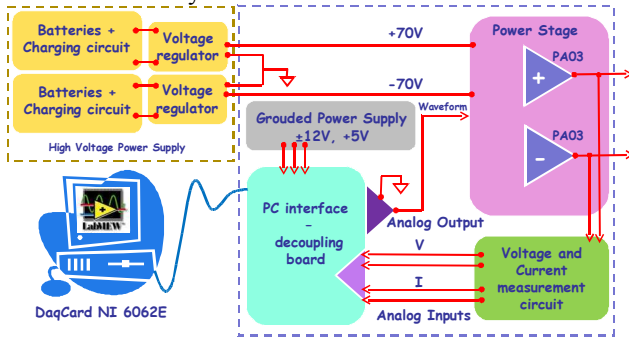 Batteries +
Charging circuit
Voltage
regulator
Batteries +
Charging circuit
Voltage
regulator
High Voltage Power Supply
+70V
-70V
Waveform
Power Stage
PA03
+
PA03
-
Grouded Power Supply
±12V, +5V
PC interface
-
decoupling
board
Analog Output
V
I
Analog Inputs
Voltage and
Current
measurement
circuit
LabVIEW
DaqCard NI 6062E